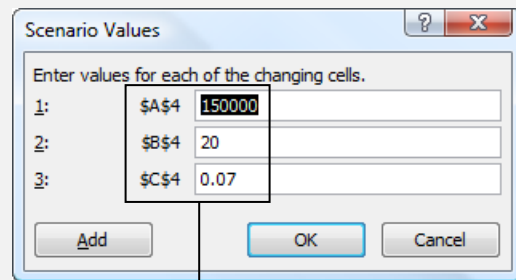 Scenario Values
Enter values for each of the changing cells.
1: $A$4 150000
2: $B$4 20
3: $C$4 0.07
Add OK Cancel